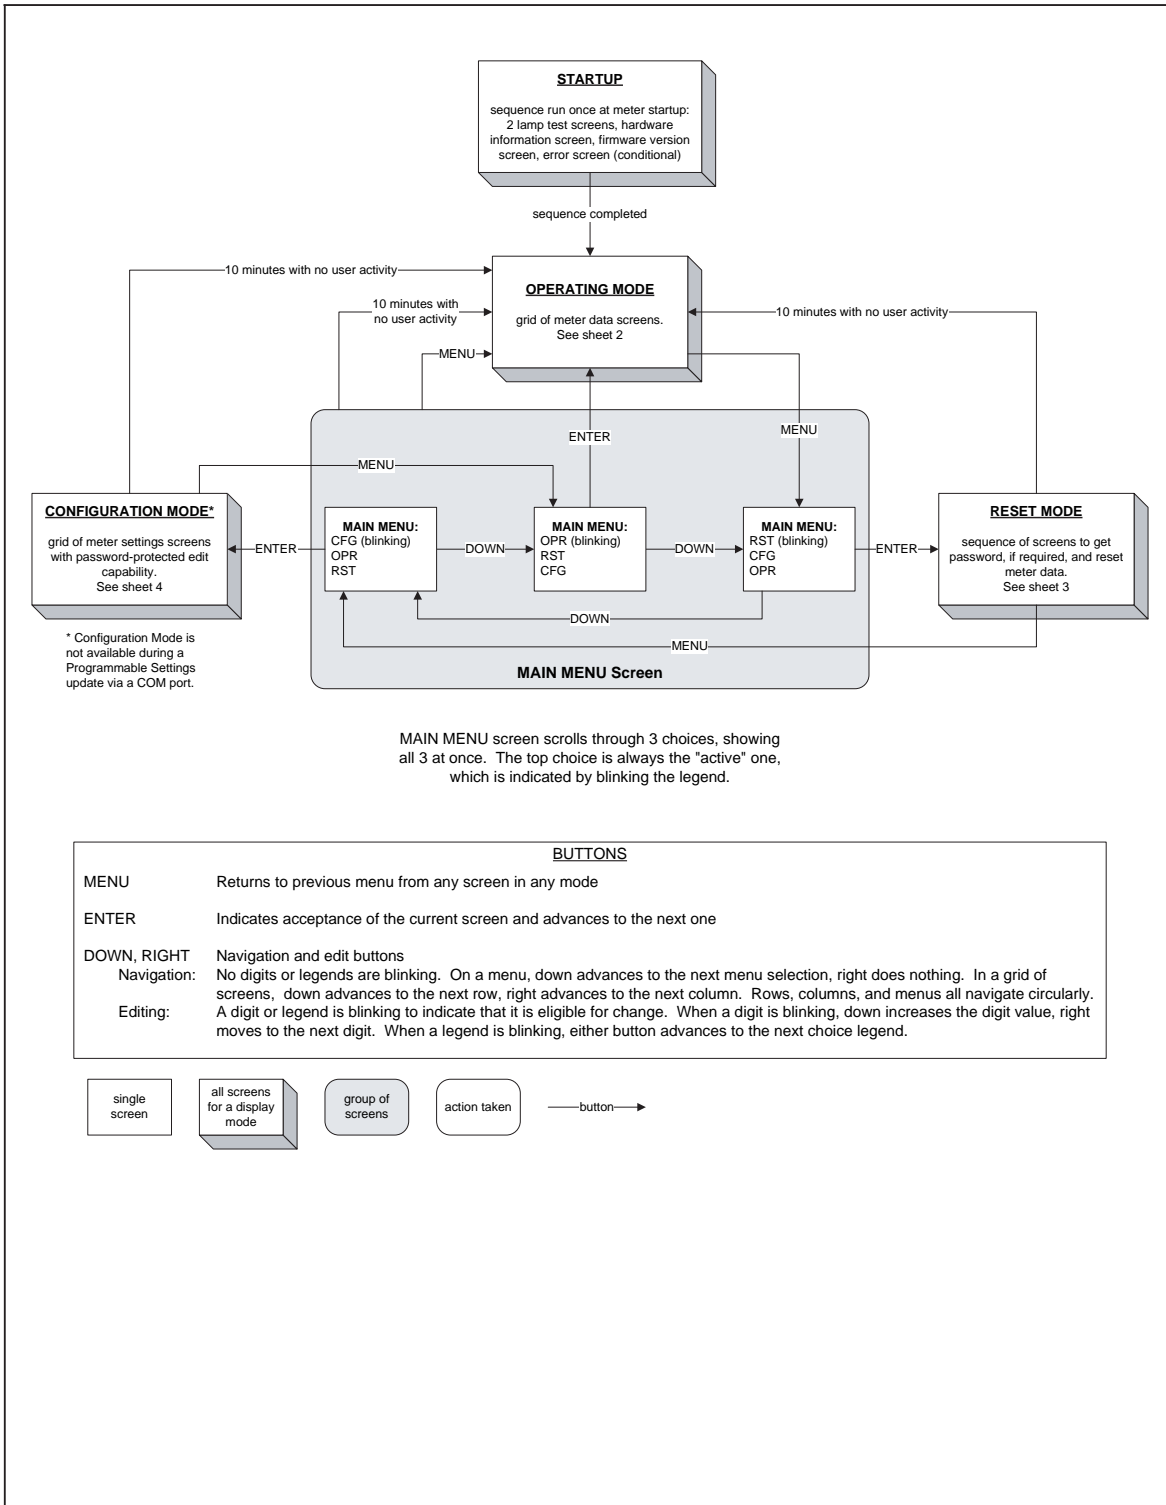 STARTUP
sequence run once at meter startup:
2 lamp test screens, hardware
information screen, firmware version
screen, error screen (conditional)
sequence completed
10 minutes with no user activity
OPERATING MODE
grid of meter data screens.
See sheet 2
10 minutes with
no user activity
10 minutes with no user activity
MENU
ENTER
MENU
MENU
CONFIGURATION MODE*
grid of meter settings screens
with password-protected edit
capability.
See sheet 4
ENTER
MAIN MENU:
CFG (blinking)
OPR
RST
DOWN
MAIN MENU:
OPR (blinking)
RST
CFG
DOWN
MAIN MENU:
RST (blinking)
CFG
OPR
ENTER
RESET MODE
sequence of screens to get
password, if required, and reset
meter data.
See sheet 3
DOWN
MENU
MAIN MENU Screen
* Configuration Mode is
not available during a
Programmable Settings
update via a COM port.
MAIN MENU screen scrolls through 3 choices, showing
all 3 at once. The top choice is always the "active" one,
which is indicated by blinking the legend.
BUTTONS
MENU Returns to previous menu from any screen in any mode
ENTER Indicates acceptance of the current screen and advances to the next one
DOWN, RIGHT Navigation and edit buttons
Navigation: No digits or legends are blinking. On a menu, down advances to the next menu selection, right does nothing. In a grid of
screens, down advances to the next row, right advances to the next column. Rows, columns, and menus all navigate circularly.
Editing: A digit or legend is blinking to indicate that it is eligible for change. When a digit is blinking, down increases the digit value, right
moves to the next digit. When a legend is blinking, either button advances to the next choice legend.
single
screen
all screens
for a display
mode
group of
screens
action taken
button